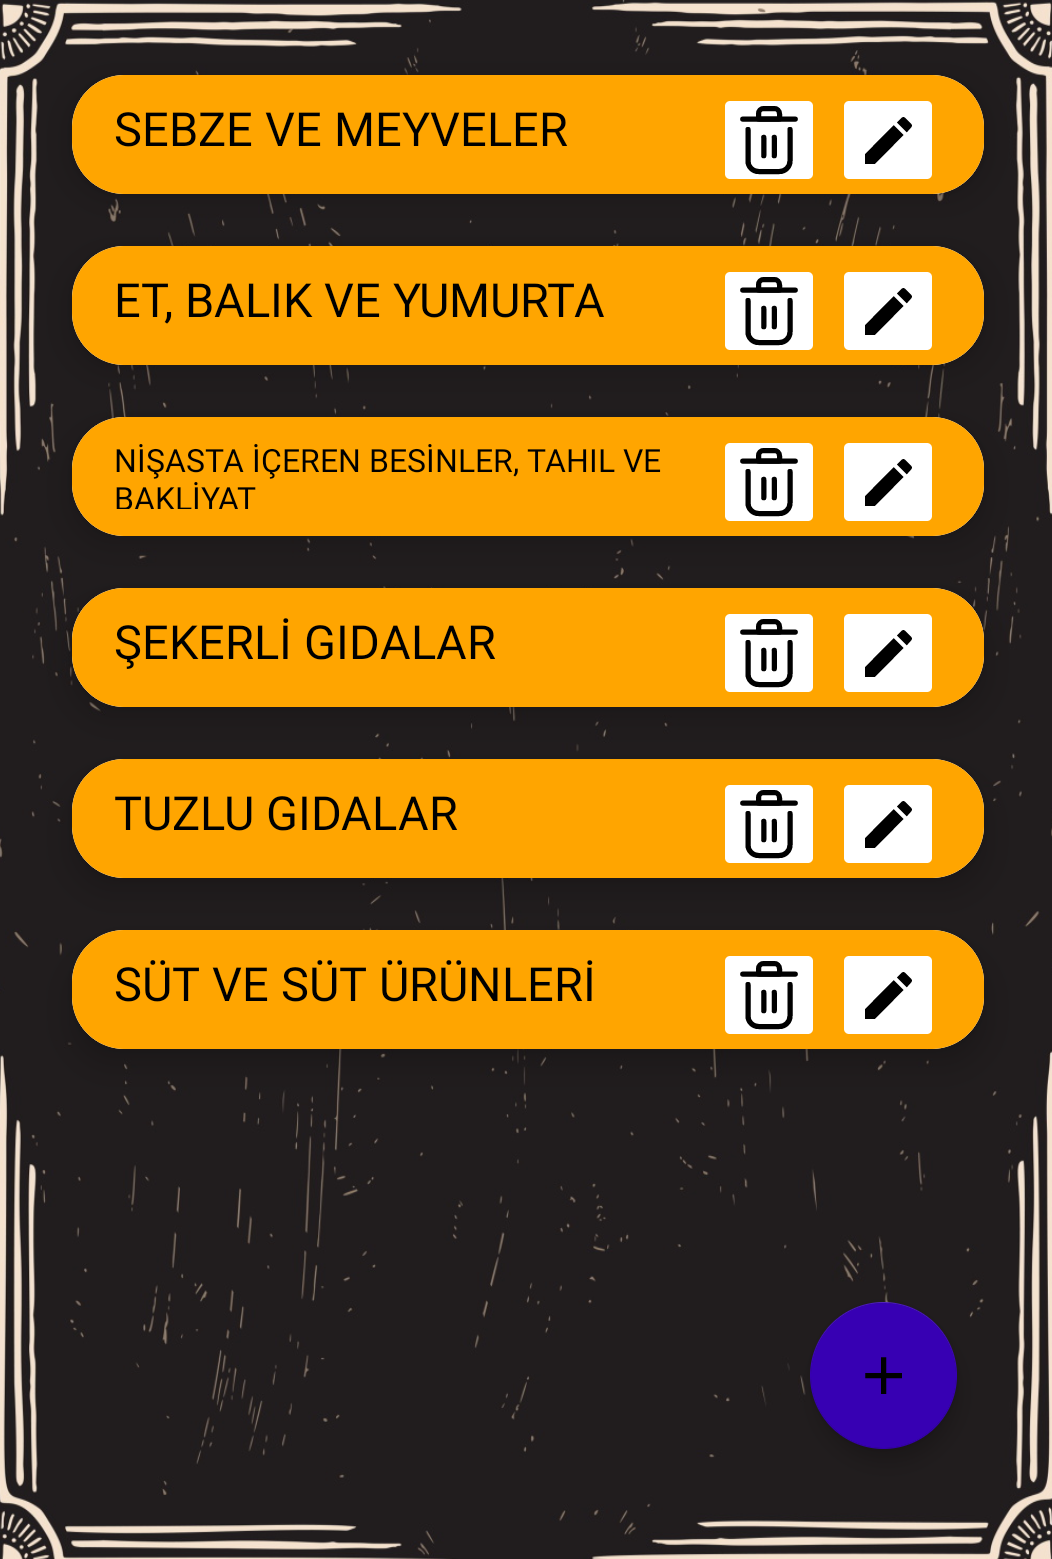 SEBZE VE MEYVELER
ET, BALIK VE YUMURTA
NİŞASTA İÇEREN BESİNLER, TAHIL VE
BAKLİYAT
ŞEKERLİ GIDALAR
TUZLU GIDALAR
SÜT VE SÜT ÜRÜNLERİ